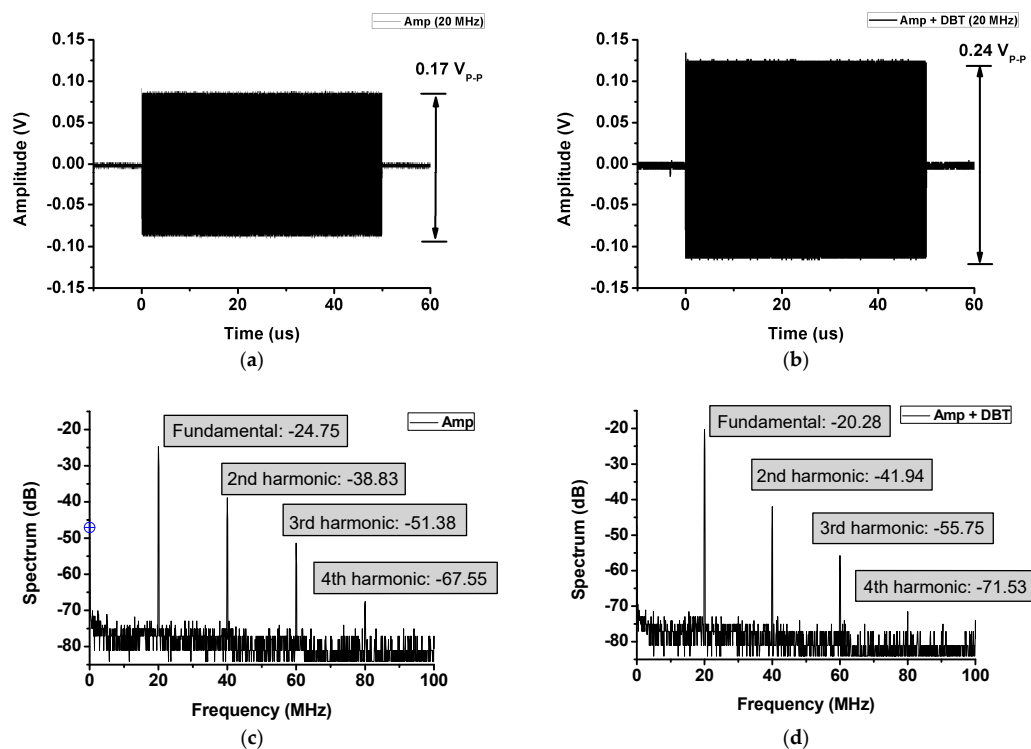 Amp (20 MHz)
0.17 VP-P
0.15
0.10
0.05
0.00
-0.05
-0.10
-0.15
Amplitude (V)
0 20 40 60
Time (us)
(a)
Amp + DBT (20 MHz)
0.24 VP-P
0.15
0.10
0.05
0.00
-0.05
-0.10
-0.15
Amplitude (V)
0 20 40 60
Time (us)
(b)
Amp
Fundamental: -24.75
2nd harmonic: -38.83
3rd harmonic: -51.38
4th harmonic: -67.55
-20
-30
-40
-50
-60
-70
-80
Spectrum (dB)
0 20 40 60 80 100
Frequency (MHz)
(c)
Amp + DBT
Fundamental: -20.28
2nd harmonic: -41.94
3rd harmonic: -55.75
4th harmonic: -71.53
-20
-30
-40
-50
-60
-70
-80
Spectrum (dB)
0 20 40 60 80 100
Frequency (MHz)
(d)